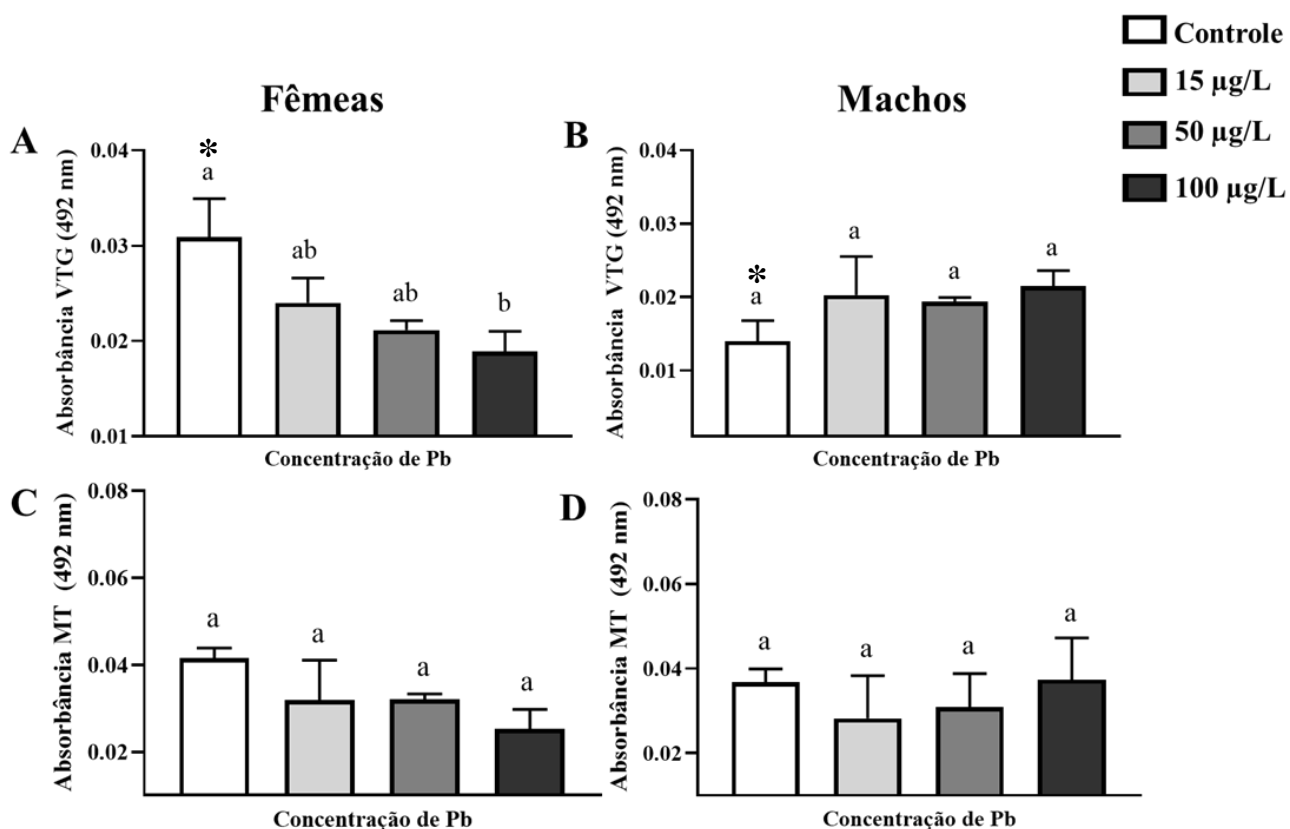 Controle
15 µg/L
50 µg/L
100 µg/L
Fêmeas
Machos
A
Absorbância VTG (492 nm)
0.04
0.03
0.02
0.01
*
a
ab
ab
b
Concentração de Pb
B
Absorbância VTG (492 nm)
0.04
0.03
0.02
0.01
*
a
a
a
a
Concentração de Pb
C
Absorbância MT (492 nm)
0.08
0.06
0.04
0.02
a
a
a
a
Concentração de Pb
D
Absorbância MT (492 nm)
0.08
0.06
0.04
0.02
a
a
a
a
Concentração de Pb